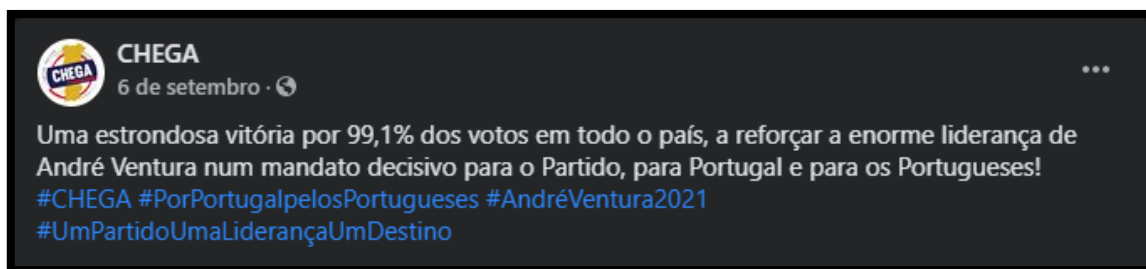 CHEGA
CHEGA
6 de setembro ·
Uma estrondosa vitória por 99,1% dos votos em todo o país, a reforçar a enorme liderança de
André Ventura num mandato decisivo para o Partido, para Portugal e para os Portugueses!
#CHEGA #PorPortugalpelosPortugueses #AndréVentura2021
#UmPartidoUmaLiderançaUmDestino